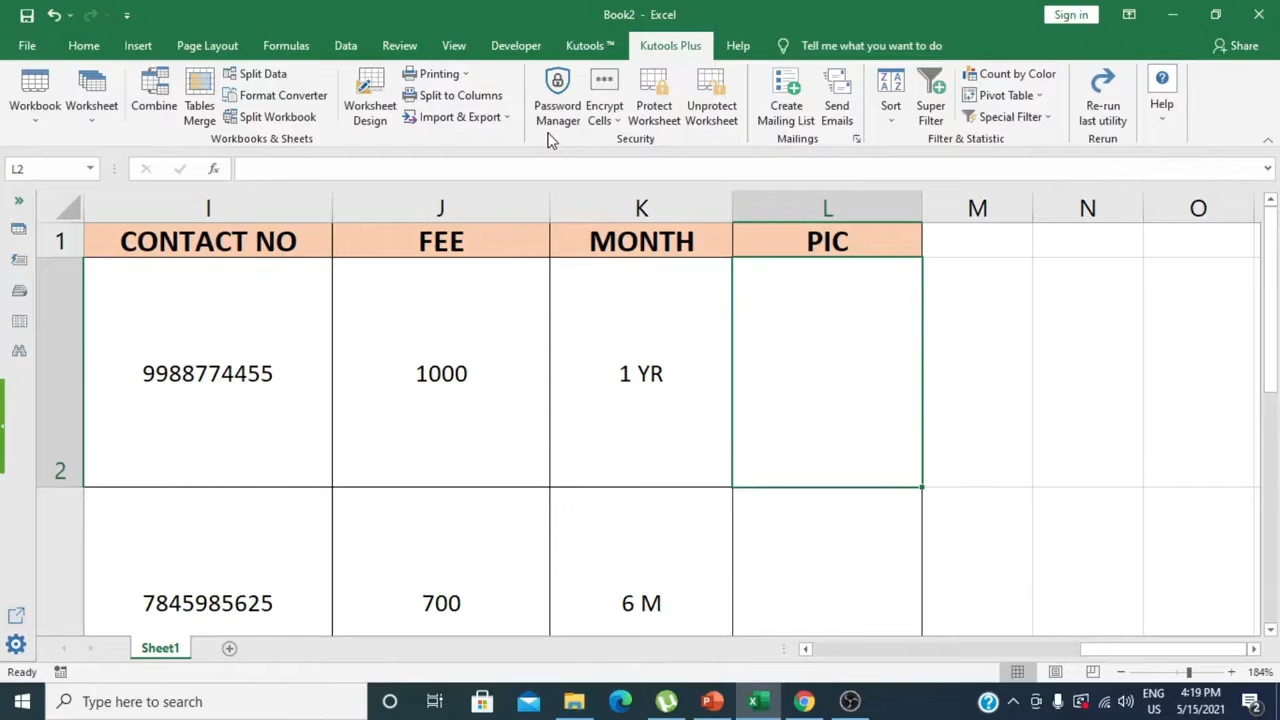 Book2 - Excel
Sign in
File Home Insert Page Layout Formulas Data Review View Developer Kutools ™ Kutools Plus Help Tell me what you want to do Share
Workbook
Worksheet
Combine
Tables Merge
Split Data
Format Converter
Split Workbook
Workbooks & Sheets
Worksheet Design
Printing
Split to Columns
Import & Export
Password Manager
Encrypt Cells
Protect Worksheet
Unprotect Worksheet
Security
Create Mailing List
Send Emails
Mailings
Sort
Super Filter
Count by Color
Pivot Table
Special Filter
Filter & Statistic
Re-run last utility
Rerun
Help
L2
fx
I J K L M N O
1 CONTACT NO FEE MONTH PIC
9988774455 1000 1 YR
2
7845985625 700 6 M
Sheet1
Ready
184%
Type here to search
ENG
US
4:19 PM
5/15/2021
2